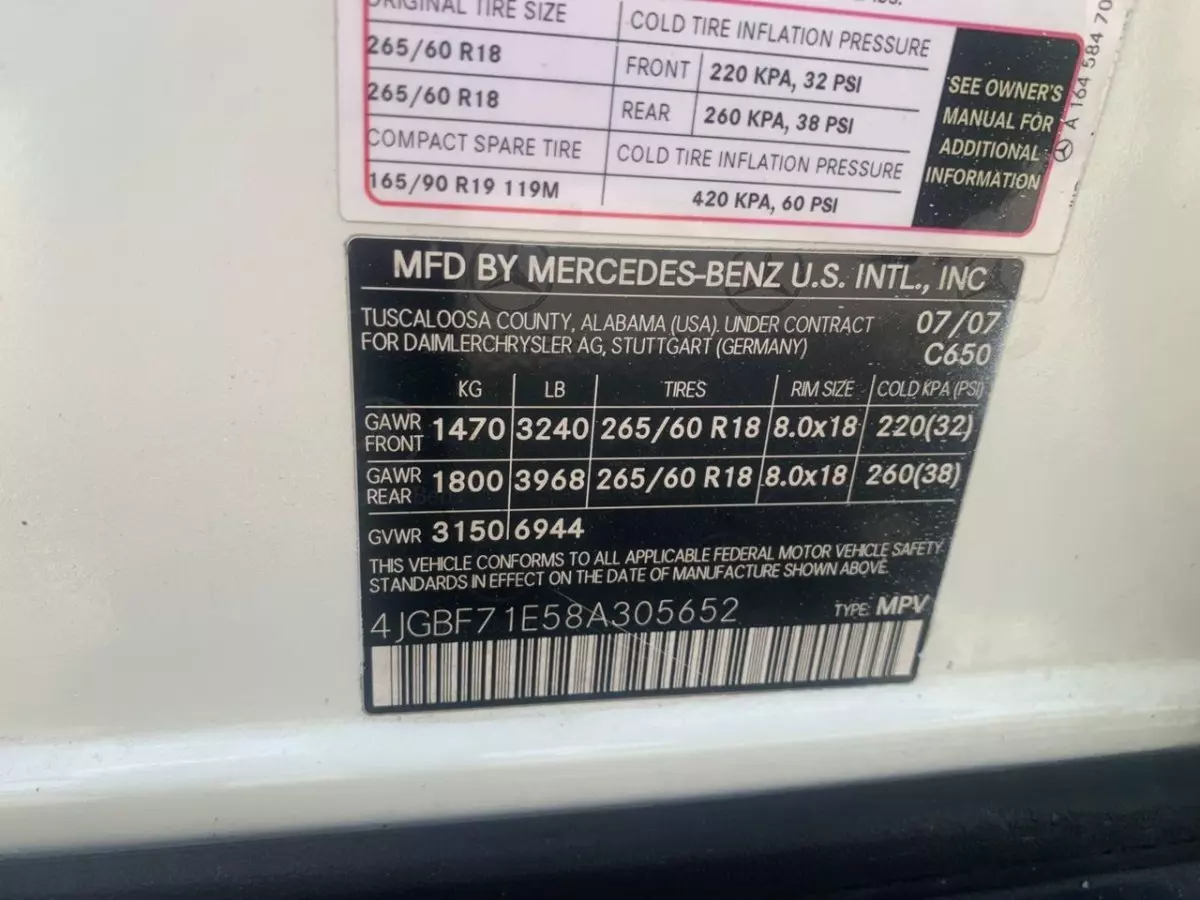 ORIGINAL TIRE SIZE
COLD TIRE INFLATION PRESSURE
265/60 R18
FRONT 220 KPA, 32 PSI
265/60 R18
REAR 260 KPA, 38 PSI
COMPACT SPARE TIRE
COLD TIRE INFLATION PRESSURE
165/90 R19 119M
420 KPA, 60 PSI
SEE OWNER'S
MANUAL FOR
ADDITIONAL
INFORMATION
A 164 584 70
MFD BY MERCEDES-BENZ U.S. INTL., INC
TUSCALOOSA COUNTY, ALABAMA (USA). UNDER CONTRACT 07/07
FOR DAIMLERCHRYSLER AG, STUTTGART (GERMANY) C650
KG LB TIRES RIM SIZE COLD KPA (PSI)
GAWR FRONT 1470 3240 265/60 R18 8.0x18 220(32)
GAWR REAR 1800 3968 265/60 R18 8.0x18 260(38)
GVWR 3150 6944
THIS VEHICLE CONFORMS TO ALL APPLICABLE FEDERAL MOTOR VEHICLE SAFETY
STANDARDS IN EFFECT ON THE DATE OF MANUFACTURE SHOWN ABOVE.
4JGBF71E58A305652 TYPE: MPV